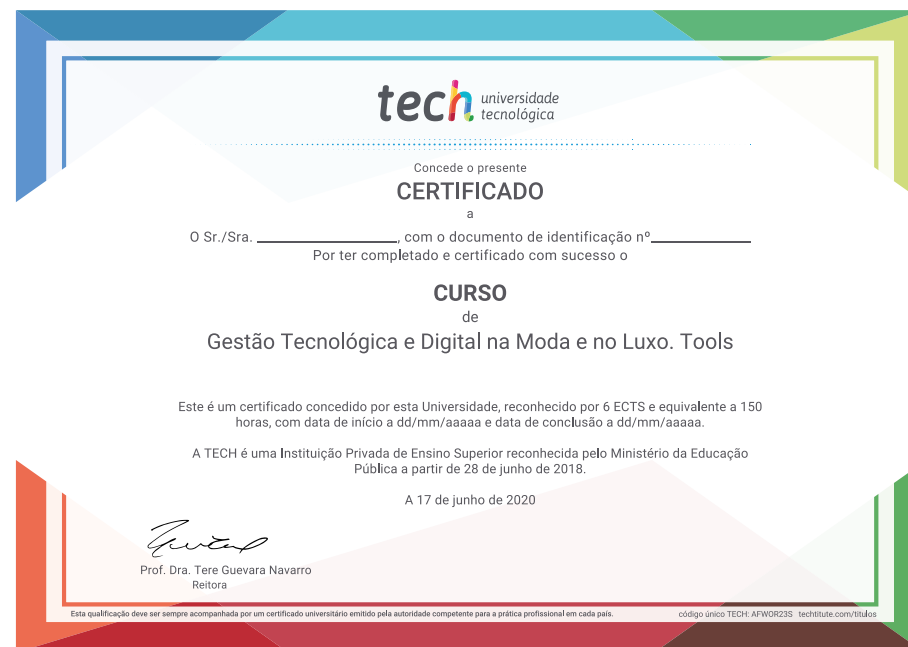 tech universidade
tecnológica
Concede o presente
CERTIFICADO
a
O Sr./Sra. ____________________, com o documento de identificação nº______________
Por ter completado e certificado com sucesso o
CURSO
de
Gestão Tecnológica e Digital na Moda e no Luxo. Tools
Este é um certificado concedido por esta Universidade, reconhecido por 6 ECTS e equivalente a 150
horas, com data de início a dd/mm/aaaaa e data de conclusão a dd/mm/aaaaa.
A TECH é uma Instituição Privada de Ensino Superior reconhecida pelo Ministério da Educação
Pública a partir de 28 de junho de 2018.
A 17 de junho de 2020
Prof. Dra. Tere Guevara Navarro
Reitora
Esta qualificação deve ser sempre acompanhada por um certificado universitário emitido pela autoridade competente para a prática profissional em cada país.
código único TECH: AFWOR23S techtitute.com/titulos